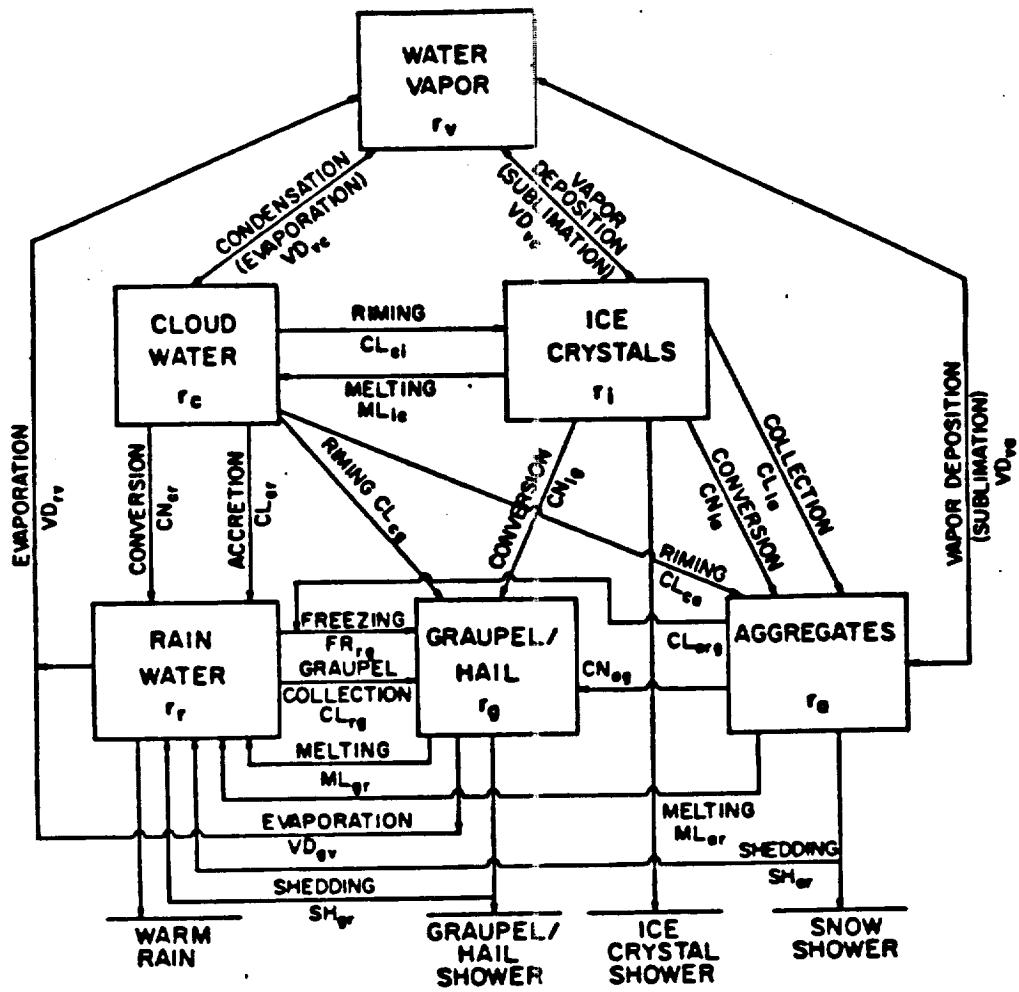 WATER
VAPOR
r_v
CONDENSATION
(EVAPORATION)
VD_vc
VAPOR
DEPOSITION
(SUBLIMATION)
VD_vc
CLOUD
WATER
r_c
RIMING
CL_ci
MELTING
ML_ic
ICE
CRYSTALS
r_i
EVAPORATION
VD_rv
CONVERSION
CN_cr
ACCRETION
CL_cr
RIMING CL_cg
CONVERSION
CN_ig
RIMING
CL_ca
CONVERSION
CN_ia
COLLECTION
CL_ia
VAPOR DEPOSITION
(SUBLIMATION)
VD_va
RAIN
WATER
r_r
FREEZING
FR_rg
GRAUPEL
COLLECTION
CL_rg
GRAUPEL/
HAIL
r_g
CN_ag
CL_arg
AGGREGATES
r_a
MELTING
ML_gr
EVAPORATION
VD_gv
MELTING
ML_ar
SHEDDING
SH_ar
SHEDDING
SH_gr
WARM
RAIN
GRAUPEL/
HAIL
SHOWER
ICE
CRYSTAL
SHOWER
SNOW
SHOWER